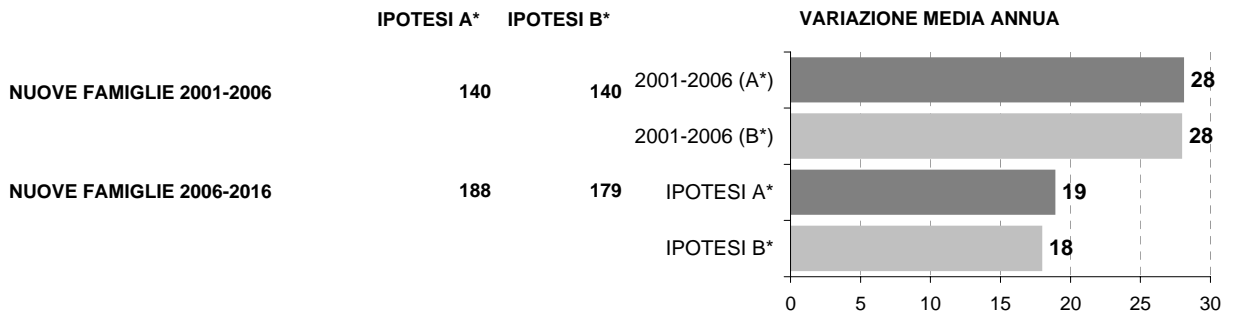 IPOTESI A* IPOTESI B* VARIAZIONE MEDIA ANNUA
NUOVE FAMIGLIE 2001-2006 140 140
2001-2006 (A*) 28
2001-2006 (B*) 28
NUOVE FAMIGLIE 2006-2016 188 179
IPOTESI A* 19
IPOTESI B* 18
0 5 10 15 20 25 30